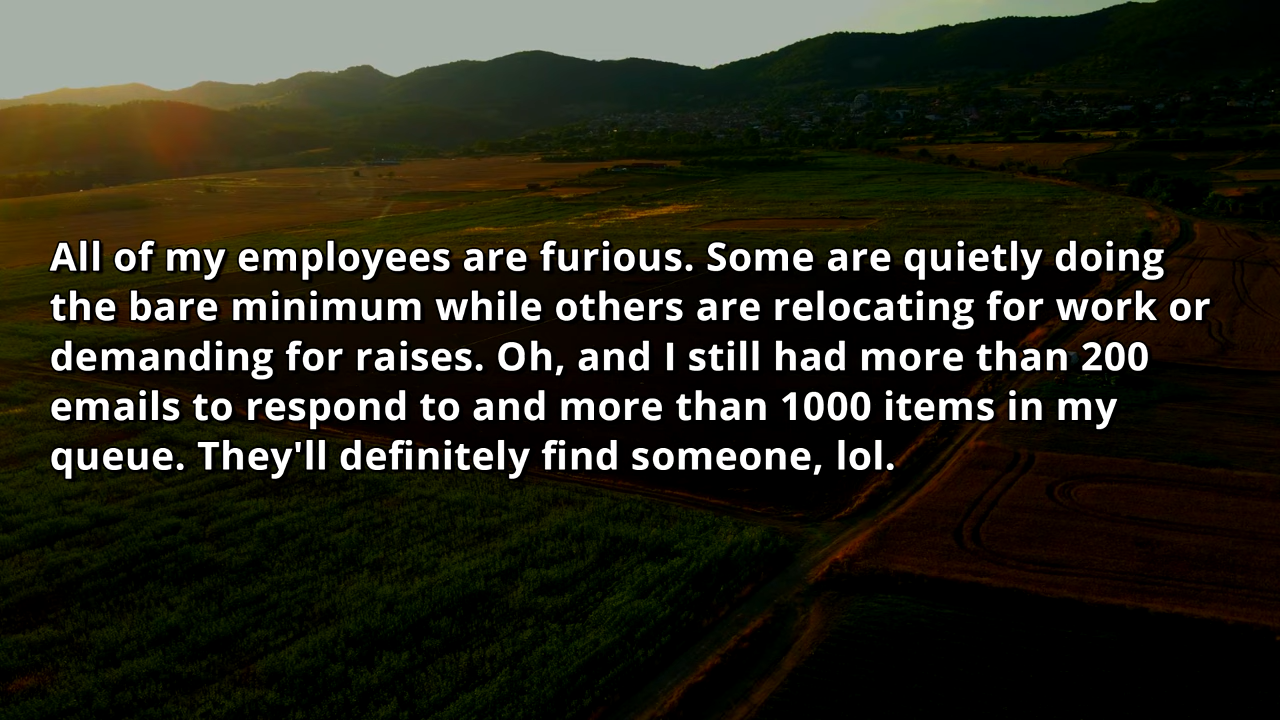 All of my employees are furious. Some are quietly doing
the bare minimum while others are relocating for work or
demanding for raises. Oh, and I still had more than 200
emails to respond to and more than 1000 items in my
queue. They'll definitely find someone, lol.